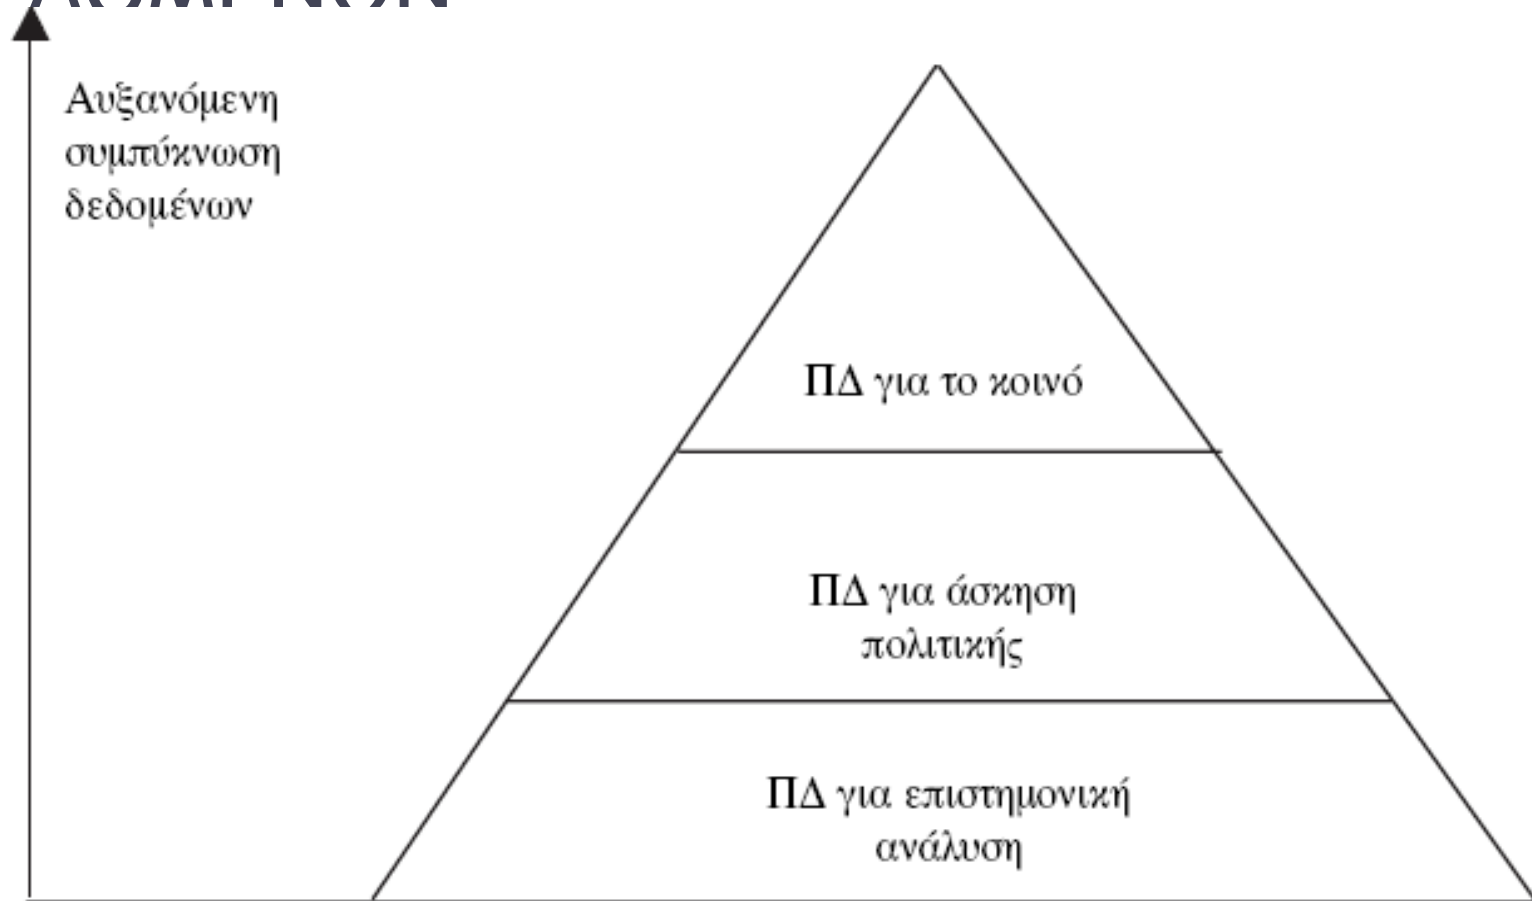 Αυξανόμενη
συμπύκνωση
δεδομένων
ΠΔ για το κοινό
ΠΔ για άσκηση
πολιτικής
ΠΔ για επιστημονική
ανάλυση